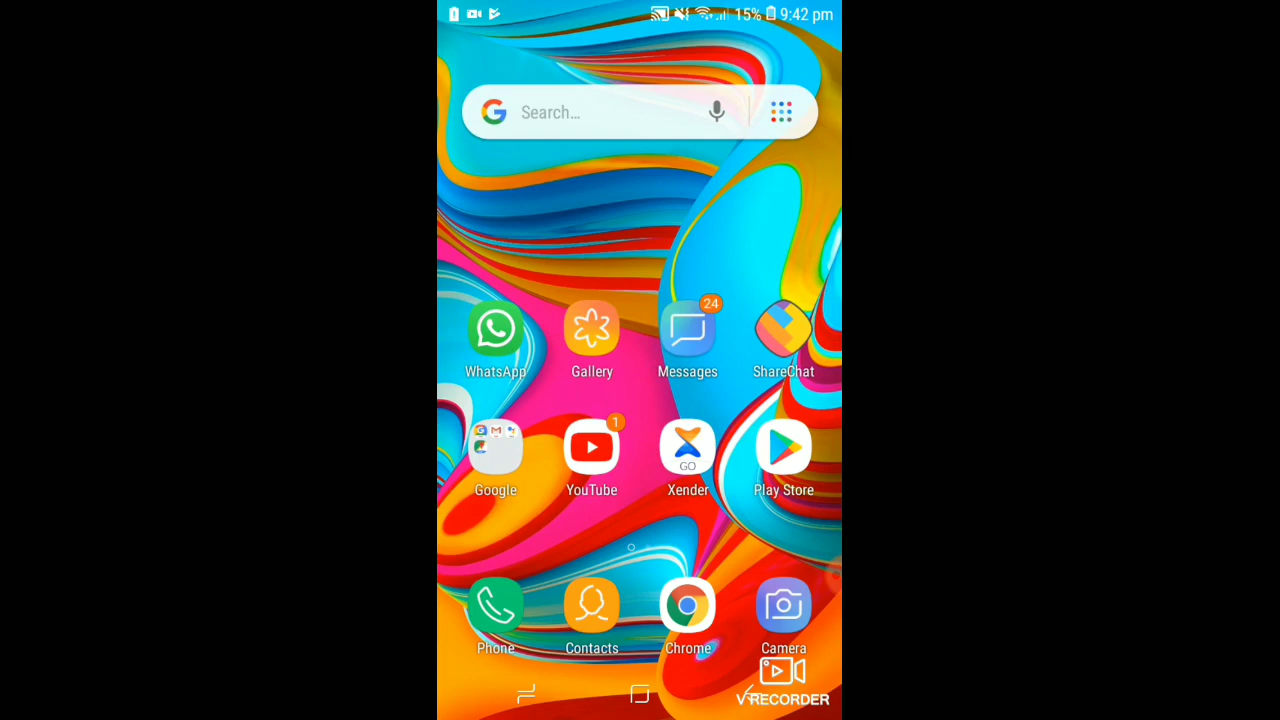 15% 9:42 pm
Search...
24
WhatsApp Gallery Messages ShareChat
1
GO
Google YouTube Xender Play Store
Phone Contacts Chrome Camera
VRECORDER